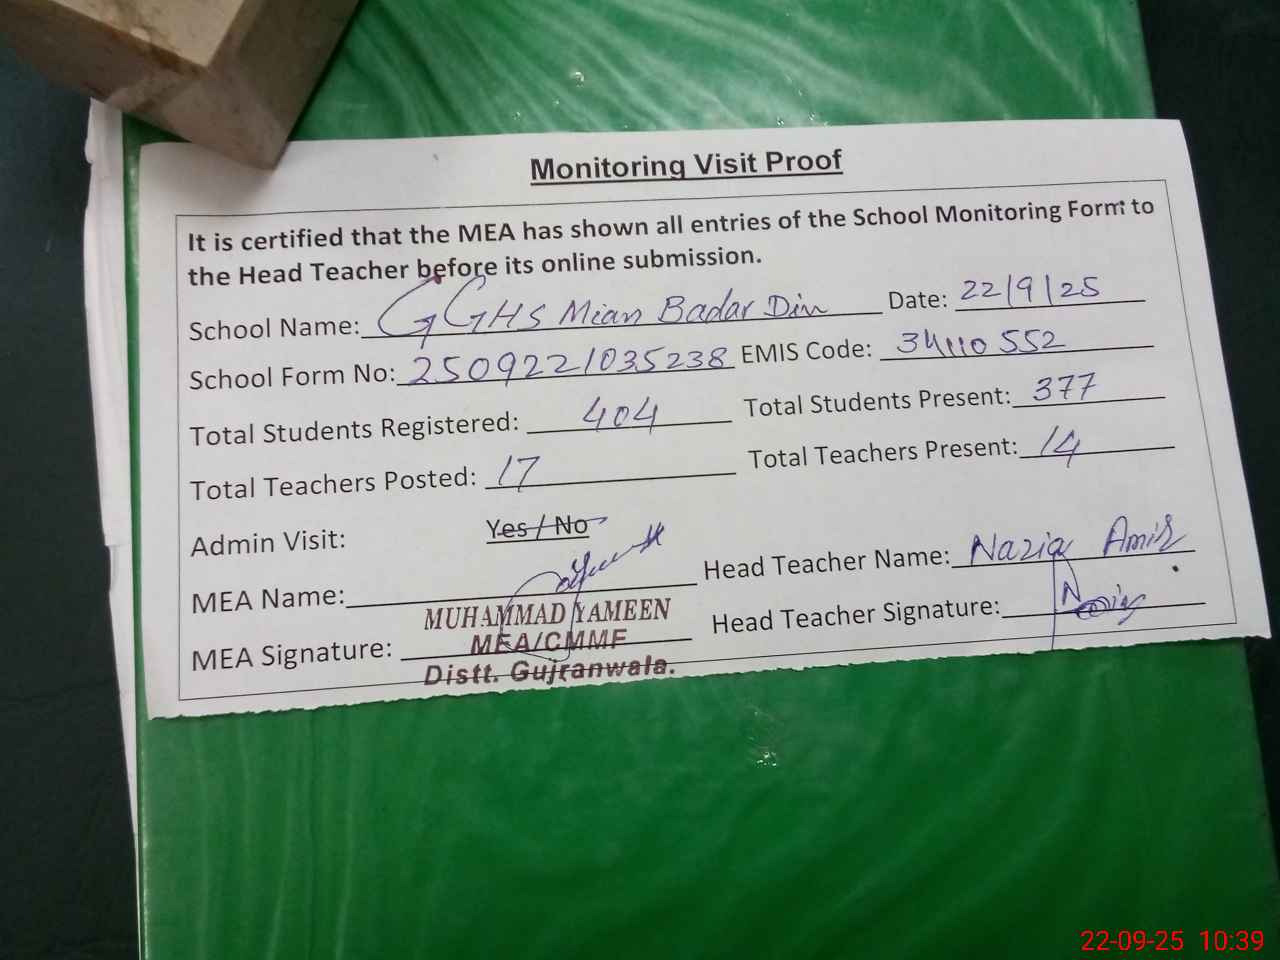 Monitoring Visit Proof
It is certified that the MEA has shown all entries of the School Monitoring Form to
the Head Teacher before its online submission.
School Name: GGHS Mian Badar Din Date: 22/9/25
School Form No: 2509221035238 EMIS Code: 34110552
Total Students Registered: 404 Total Students Present: 377
Total Teachers Posted: 17 Total Teachers Present: 14
Admin Visit: Yes / No
MEA Name: Head Teacher Name: Nazia Amir
MUHAMMAD YAMEEN
MEA Signature: MEA/CMMF Head Teacher Signature:
Distt. Gujranwala.
22-09-25 10:39